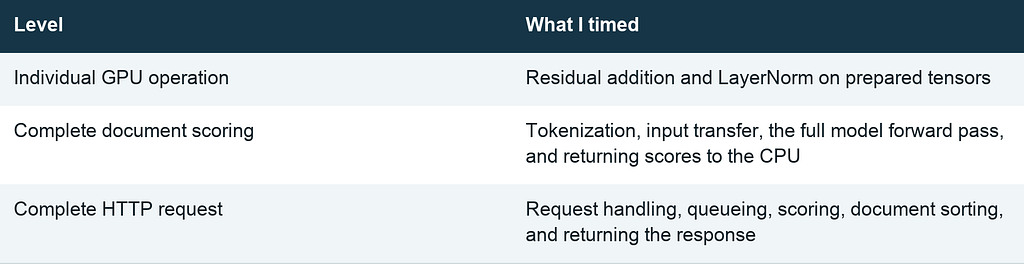 Level What I timed
Individual GPU operation Residual addition and LayerNorm on prepared tensors
Complete document scoring Tokenization, input transfer, the full model forward pass,
and returning scores to the CPU
Complete HTTP request Request handling, queueing, scoring, document sorting,
and returning the response